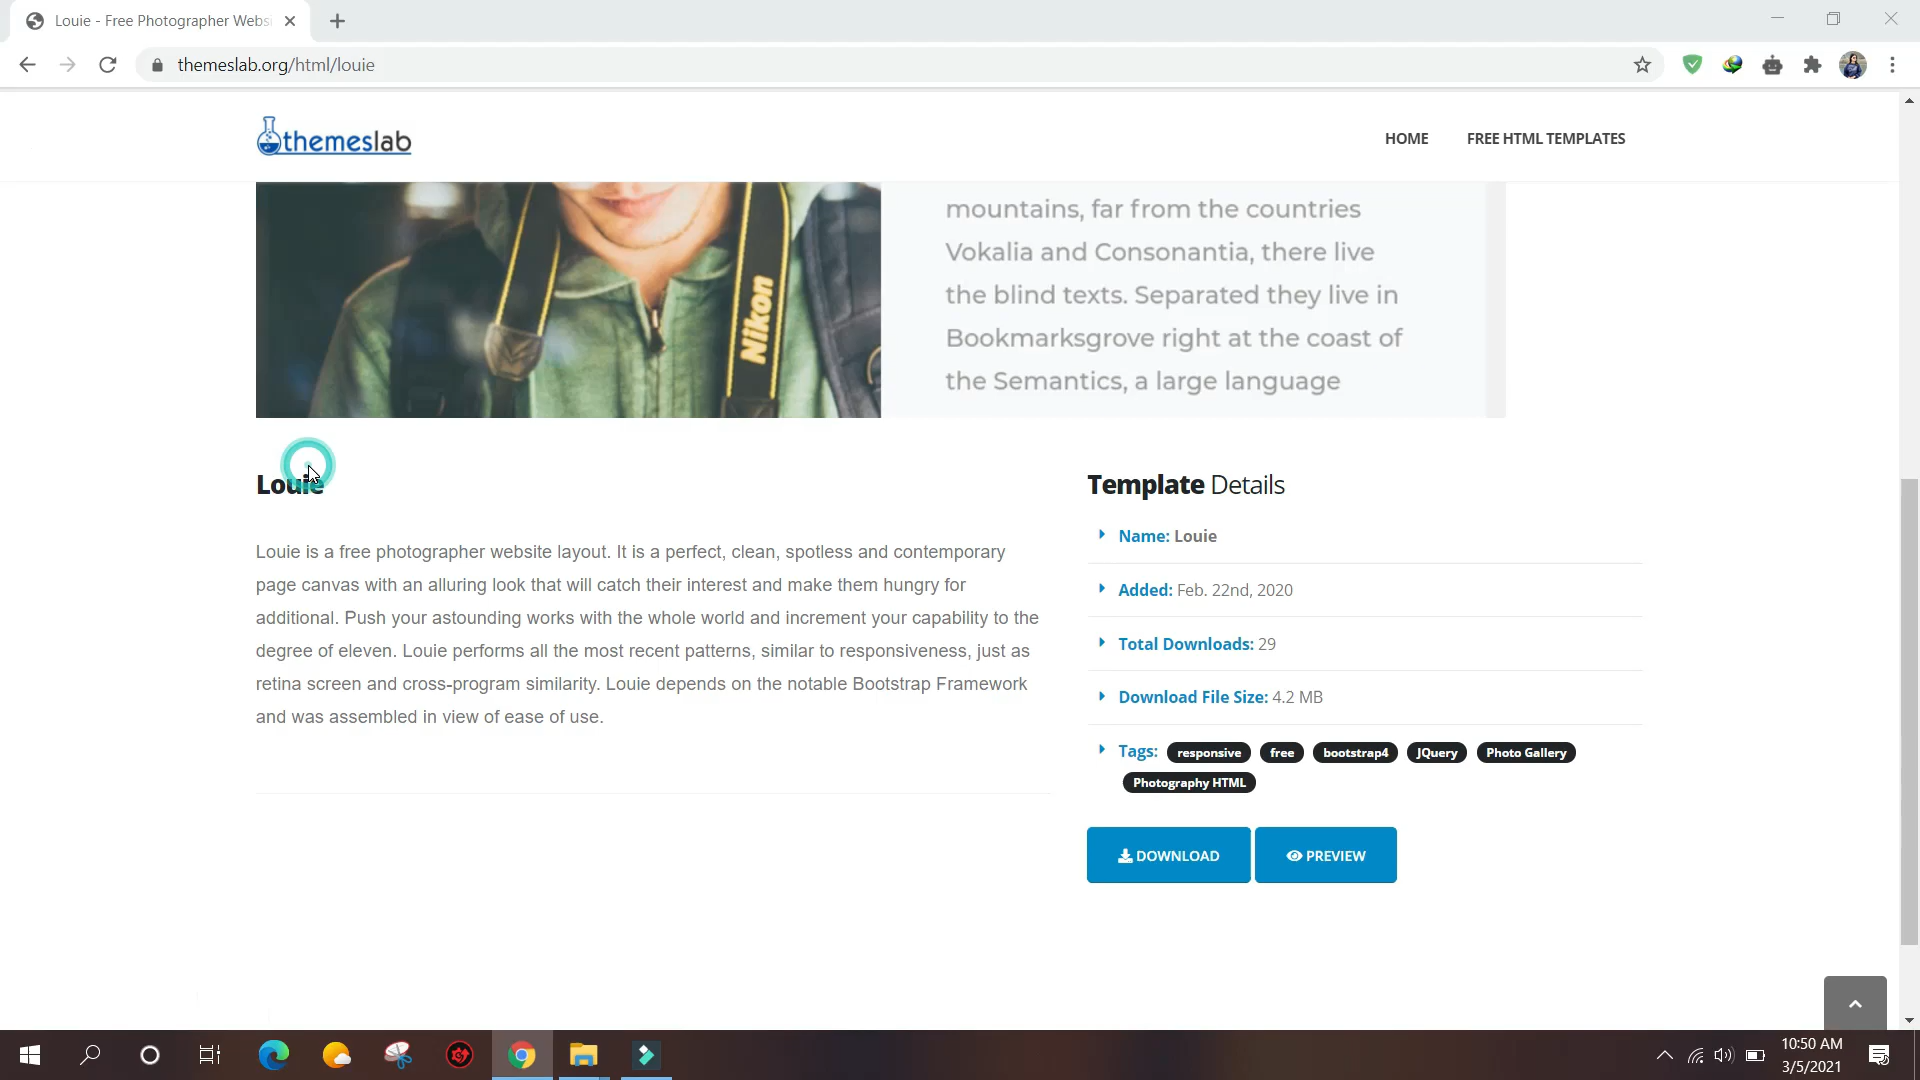 Louie - Free Photographer Websi
themeslab.org/html/louie
themeslab
HOME
FREE HTML TEMPLATES
mountains, far from the countries
Vokalia and Consonantia, there live
the blind texts. Separated they live in
Bookmarksgrove right at the coast of
the Semantics, a large language
Nikon
Louie
Louie is a free photographer website layout. It is a perfect, clean, spotless and contemporary
page canvas with an alluring look that will catch their interest and make them hungry for
additional. Push your astounding works with the whole world and increment your capability to the
degree of eleven. Louie performs all the most recent patterns, similar to responsiveness, just as
retina screen and cross-program similarity. Louie depends on the notable Bootstrap Framework
and was assembled in view of ease of use.
Template Details
Name: Louie
Added: Feb. 22nd, 2020
Total Downloads: 29
Download File Size: 4.2 MB
Tags: responsive free bootstrap4 JQuery Photo Gallery
Photography HTML
DOWNLOAD
PREVIEW
10:50 AM
3/5/2021